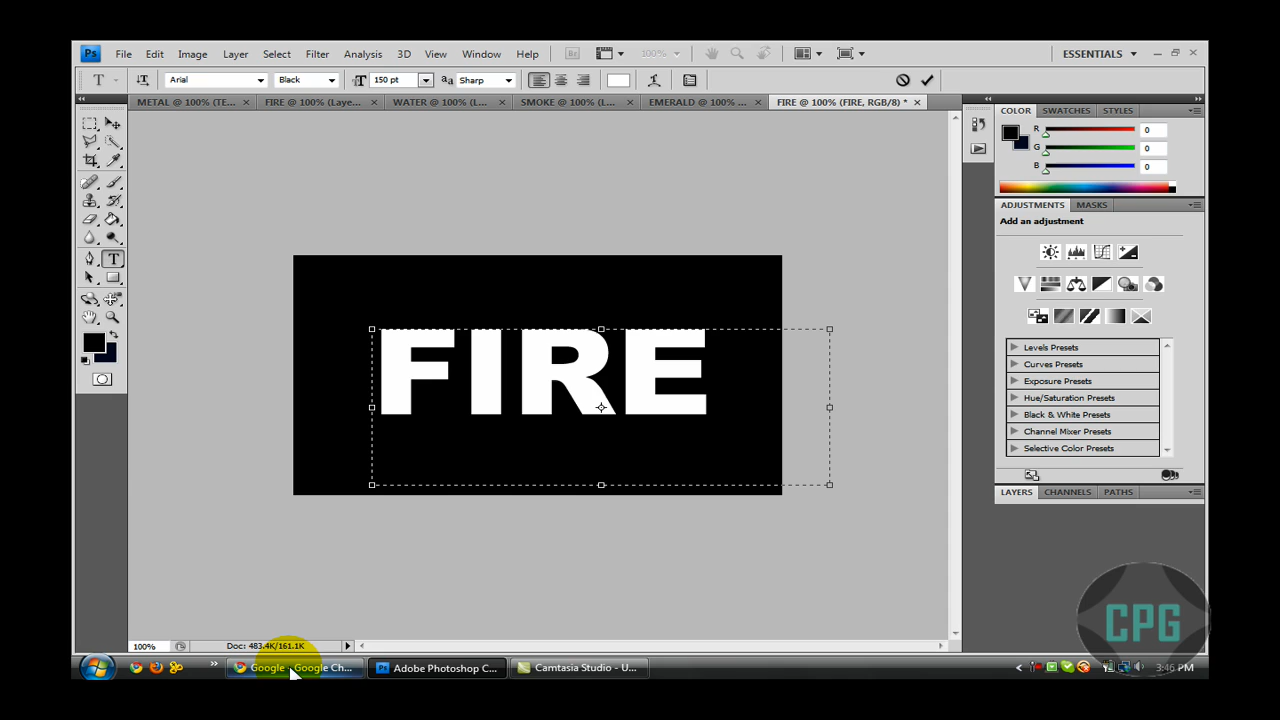 Ps File Edit Image Layer Select Filter Analysis 3D View Window Help Br 100% ESSENTIALS
T Arial Black 150 pt Sharp
METAL @ 100% (TE... FIRE @ 100% (Laye... WATER @ 100% (L... SMOKE @ 100% (L... EMERALD @ 100% ... FIRE @ 100% (FIRE, RGB/8) *
COLOR SWATCHES STYLES
R 0
G 0
B 0
ADJUSTMENTS MASKS
Add an adjustment
FIRE
Levels Presets
Curves Presets
Exposure Presets
Hue/Saturation Presets
Black & White Presets
Channel Mixer Presets
Selective Color Presets
LAYERS CHANNELS PATHS
CPG
100% Doc: 483.4K/161.1K
Google - Google Ch... Ps Adobe Photoshop C... Camtasia Studio - U... 3:46 PM